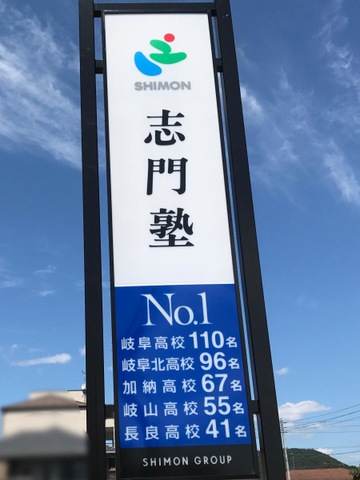 SHIMON
志門塾
No.1
岐阜高校 110名
岐阜北高校 96名
加納高校 67名
岐山高校 55名
長良高校 41名
SHIMON GROUP